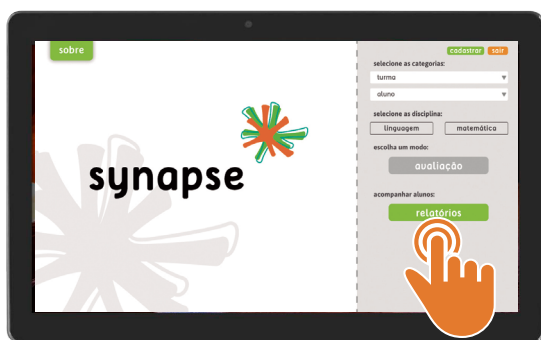 sobre
synapse
cadastrar sair
selecione as categorias:
turma
aluno
selecione as disciplina:
linguagem matemática
escolha um modo:
avaliação
acompanhar alunos:
relatórios